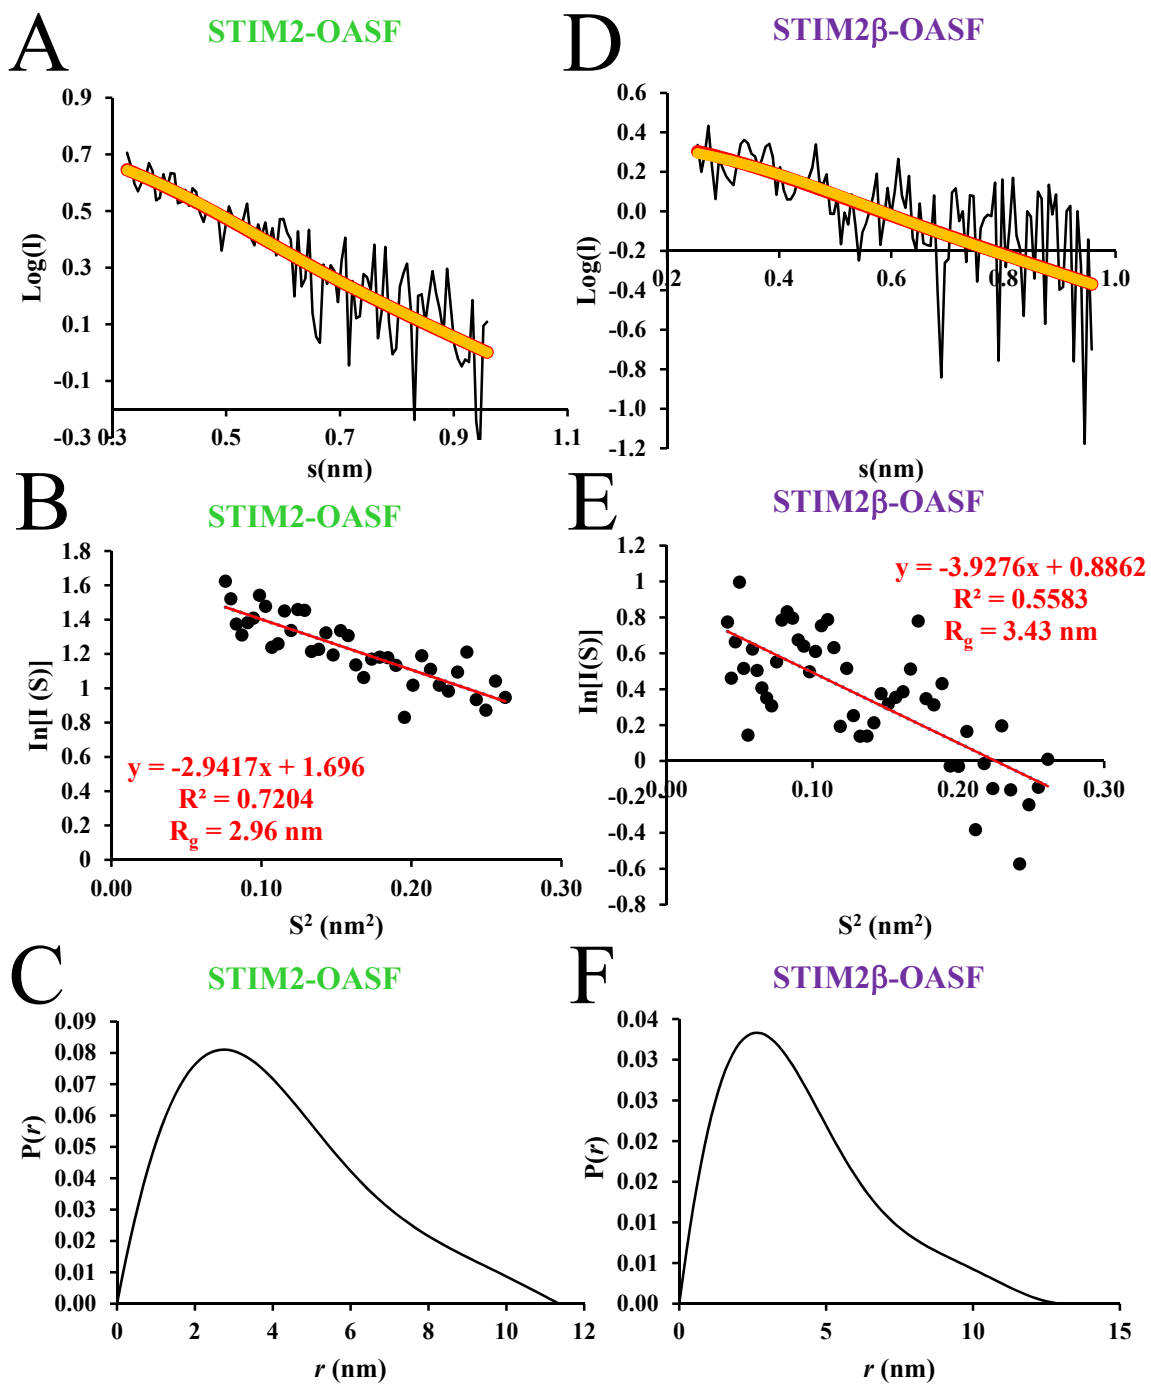 A
STIM2-OASF
0.9
0.7
0.5
0.3
0.1
-0.1
-0.3
Log(I)
0.3
0.5
0.7
0.9
1.1
s(nm)
D
STIM2β-OASF
0.6
0.4
0.2
0.0
-0.2
-0.4
-0.6
-0.8
-1.0
-1.2
Log(I)
0.2
0.4
0.6
0.8
1.0
s(nm)
B
STIM2-OASF
1.8
1.6
1.4
1.2
1
0.8
0.6
0.4
0.2
0
In[I (S)]
y = -2.9417x + 1.696
R² = 0.7204
Rg = 2.96 nm
0.00
0.10
0.20
0.30
S² (nm²)
E
STIM2β-OASF
1.2
1
0.8
0.6
0.4
0.2
0
-0.2
-0.4
-0.6
-0.8
In[I(S)]
y = -3.9276x + 0.8862
R² = 0.5583
Rg = 3.43 nm
0.00
0.10
0.20
0.30
S² (nm²)
C
STIM2-OASF
0.09
0.08
0.07
0.06
0.05
0.04
0.03
0.02
0.01
0.00
P(r)
0
2
4
6
8
10
12
r (nm)
F
STIM2β-OASF
0.04
0.03
0.03
0.02
0.02
0.01
0.01
0.00
P(r)
0
5
10
15
r (nm)